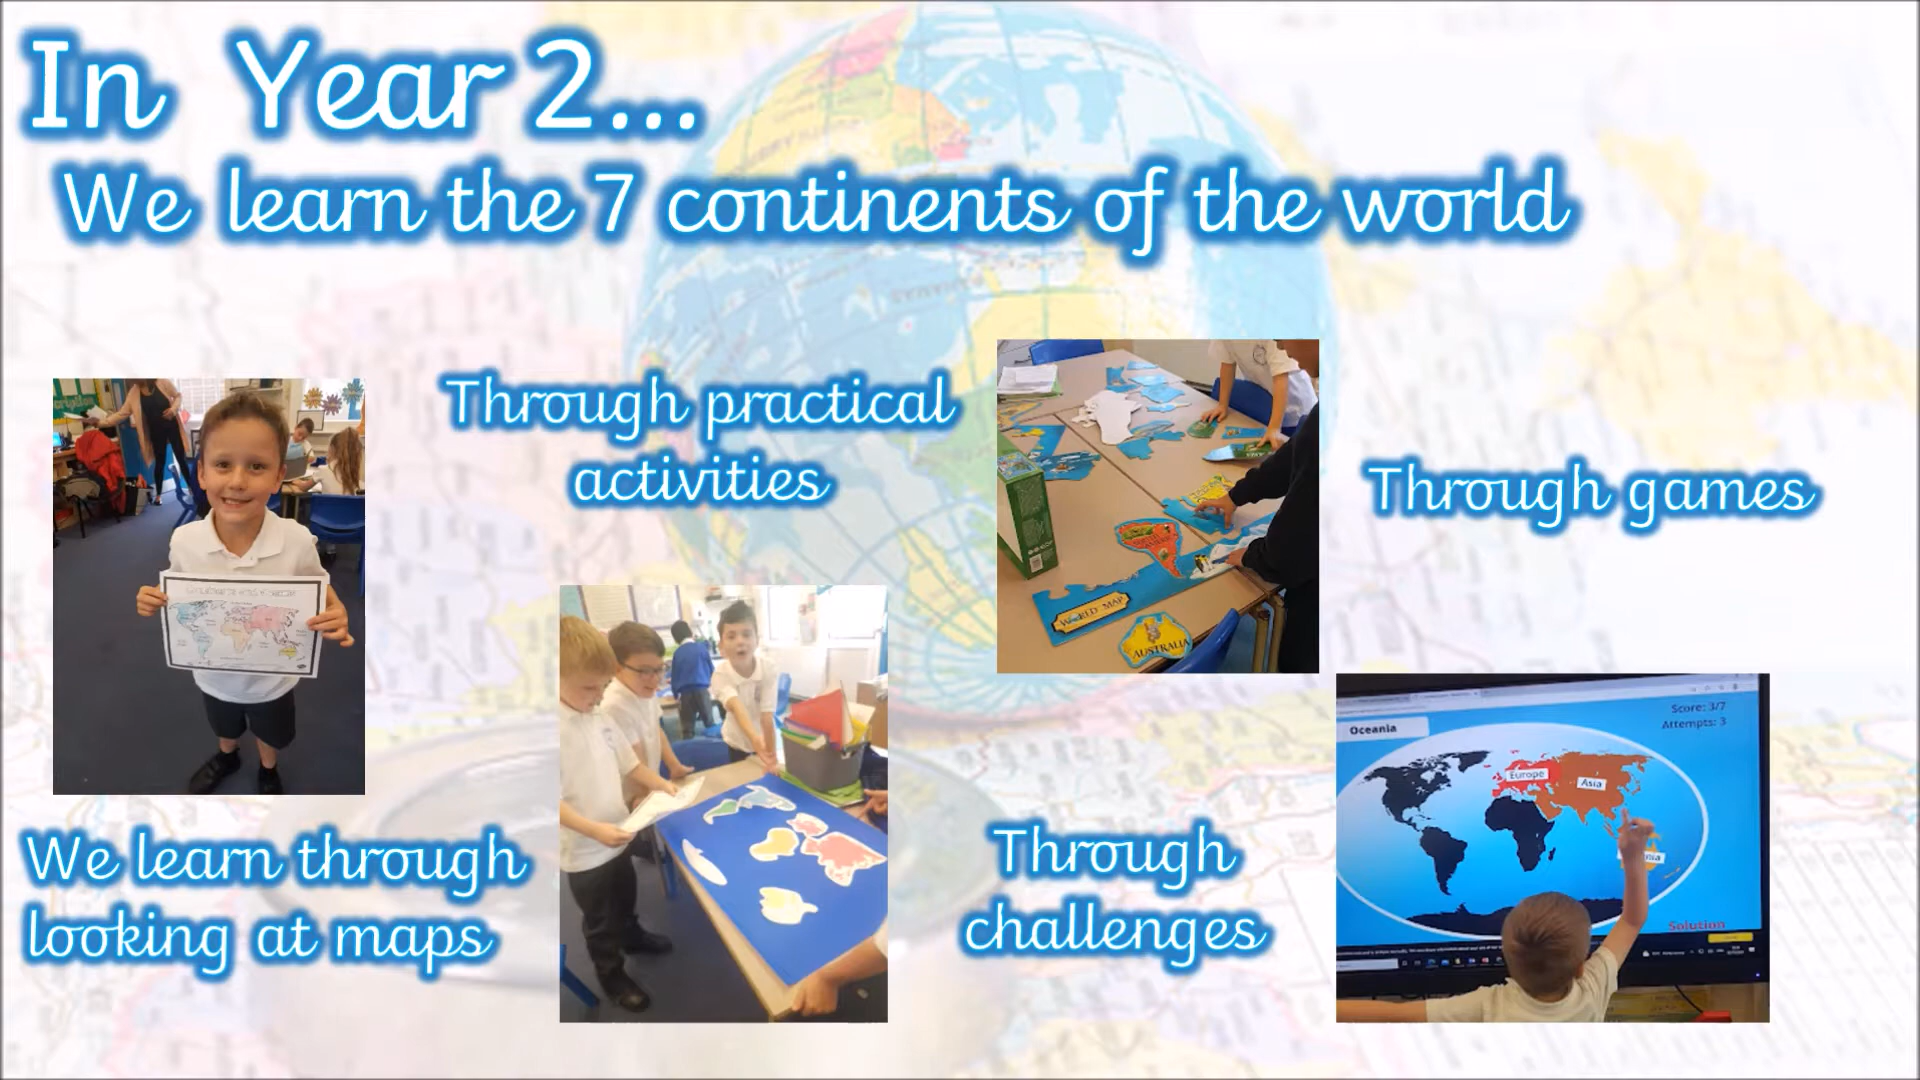 In Year 2...
We learn the 7 continents of the world
Through practical
activities
Through games
We learn through
looking at maps
Through
challenges
WORLD MAP
AUSTRALIA
Oceania
Score: 3/7
Attempts: 3
Europe
Asia
Solution